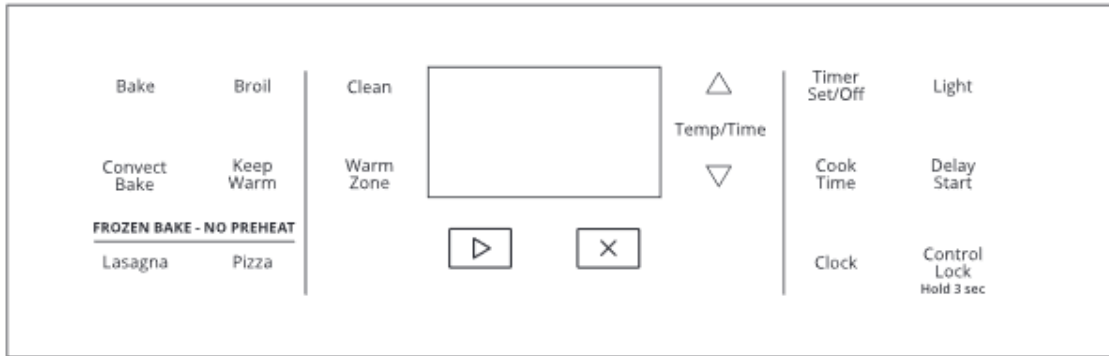 Bake
Broil
Convect
Bake
Keep
Warm
FROZEN BAKE - NO PREHEAT
Lasagna
Pizza
Clean
Warm
Zone
Temp/Time
Timer
Set/Off
Light
Cook
Time
Delay
Start
Clock
Control
Lock
Hold 3 sec